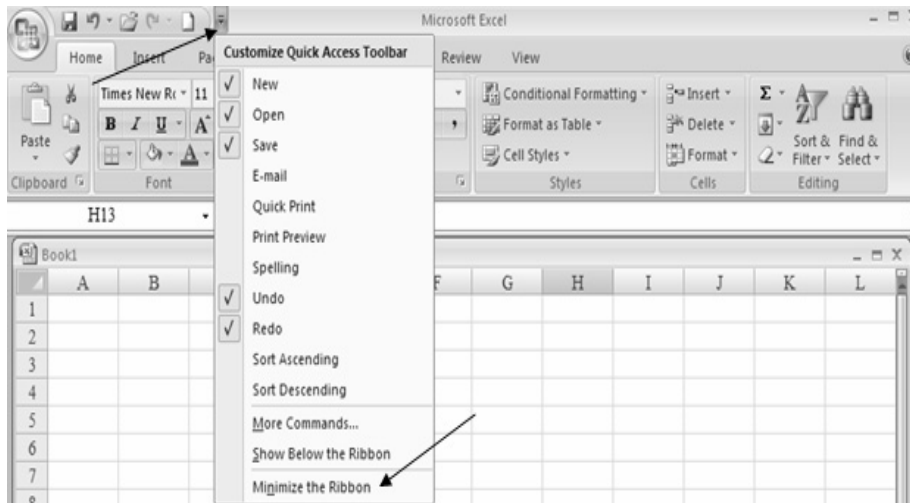 Microsoft Excel
Home Insert Pa Review View
Customize Quick Access Toolbar
New
Open
Save
E-mail
Quick Print
Print Preview
Spelling
Undo
Redo
Sort Ascending
Sort Descending
More Commands...
Show Below the Ribbon
Minimize the Ribbon
Paste
Clipboard
Times New Ro 11
B I U A
A
Font
,
Conditional Formatting
Format as Table
Cell Styles
Styles
Insert
Delete
Format
Cells
Σ
Sort & Filter
Find & Select
Editing
H13
Book1
A B F G H I J K L
1
2
3
4
5
6
7
8